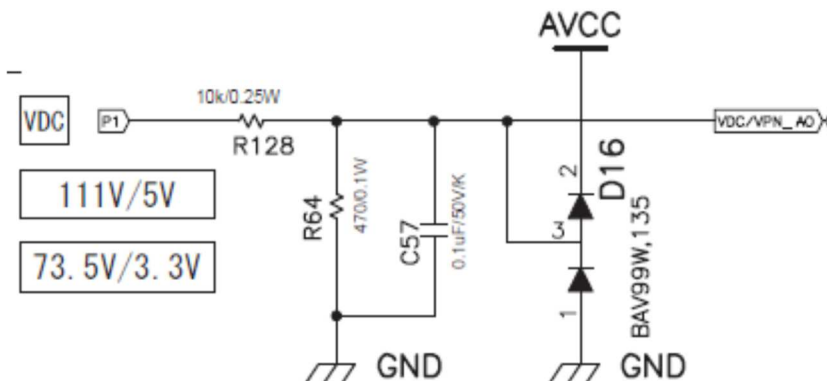 AVCC
10k/0.25W
VDC
P1
R128
VDC/VPN_A0
111V/5V
73.5V/3.3V
R64
470/0.1W
C57
0.1uF/50V/K
2
3
1
D16
BAV99W,135
GND
GND